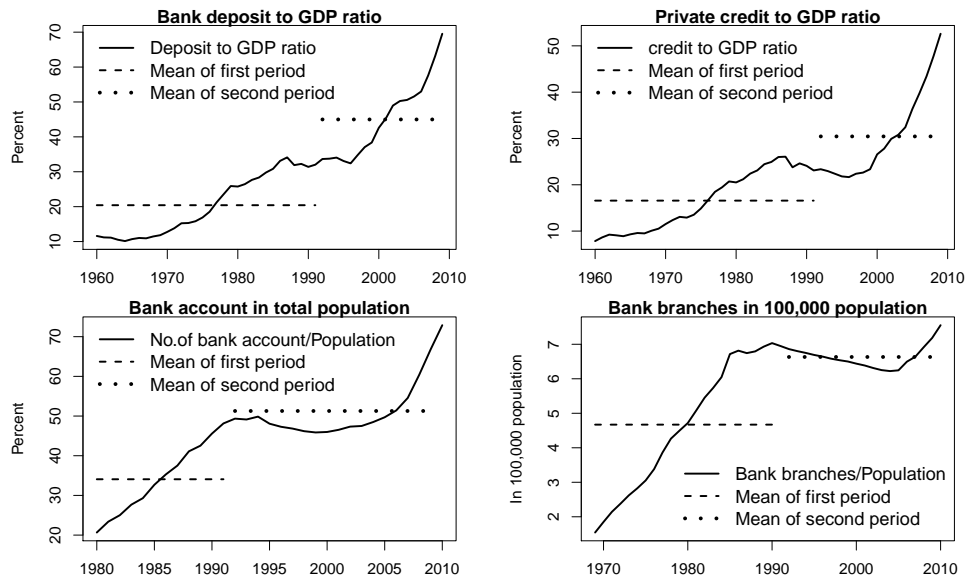 Bank deposit to GDP ratio
Percent
70
60
50
40
30
20
10
Deposit to GDP ratio
Mean of first period
Mean of second period
1960 1970 1980 1990 2000 2010
Private credit to GDP ratio
Percent
50
40
30
20
10
credit to GDP ratio
Mean of first period
Mean of second period
1960 1970 1980 1990 2000 2010
Bank account in total population
Percent
70
60
50
40
30
20
No.of bank account/Population
Mean of first period
Mean of second period
1980 1985 1990 1995 2000 2005 2010
Bank branches in 100,000 population
In 100,000 population
7
6
5
4
3
2
Bank branches/Population
Mean of first period
Mean of second period
1970 1980 1990 2000 2010